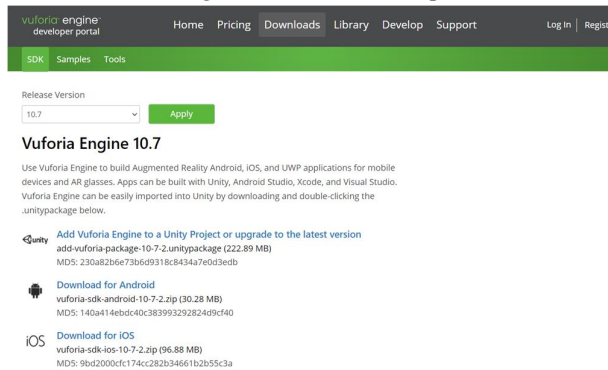 vuforia engine Home Pricing Downloads Library Develop Support Log In
developer portal
SDK Samples Tools
Release Version
10.7 Apply
Vuforia Engine 10.7
Use Vuforia Engine to build Augmented Reality Android, iOS, and UWP applications for mobile
devices and AR glasses. Apps can be built with Unity, Android Studio, Xcode, and Visual Studio.
Vuforia Engine can be easily imported into Unity by downloading and double-clicking the
.unitypackage below.
unity Add Vuforia Engine to a Unity Project or upgrade to the latest version
add-vuforia-package-10-7-2.unitypackage (222.89 MB)
MD5: 230a82b6e73b6d9318c8434a7e0d3edb
Download for Android
vuforia-sdk-android-10-7-2.zip (30.28 MB)
MD5: 140a414ebdc40c383993292824d9cf40
iOS Download for iOS
vuforia-sdk-ios-10-7-2.zip (96.88 MB)
MD5: 9bd2000cfc174cc282b34661b2b55c3a